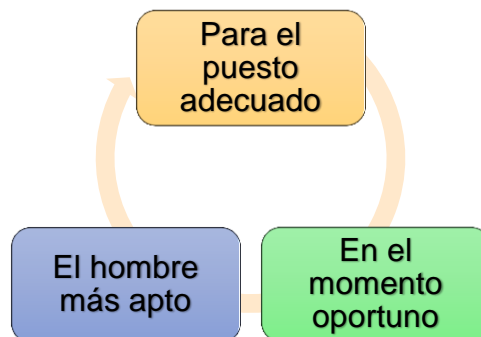 Para el
puesto
adecuado
En el
momento
oportuno
El hombre
más apto